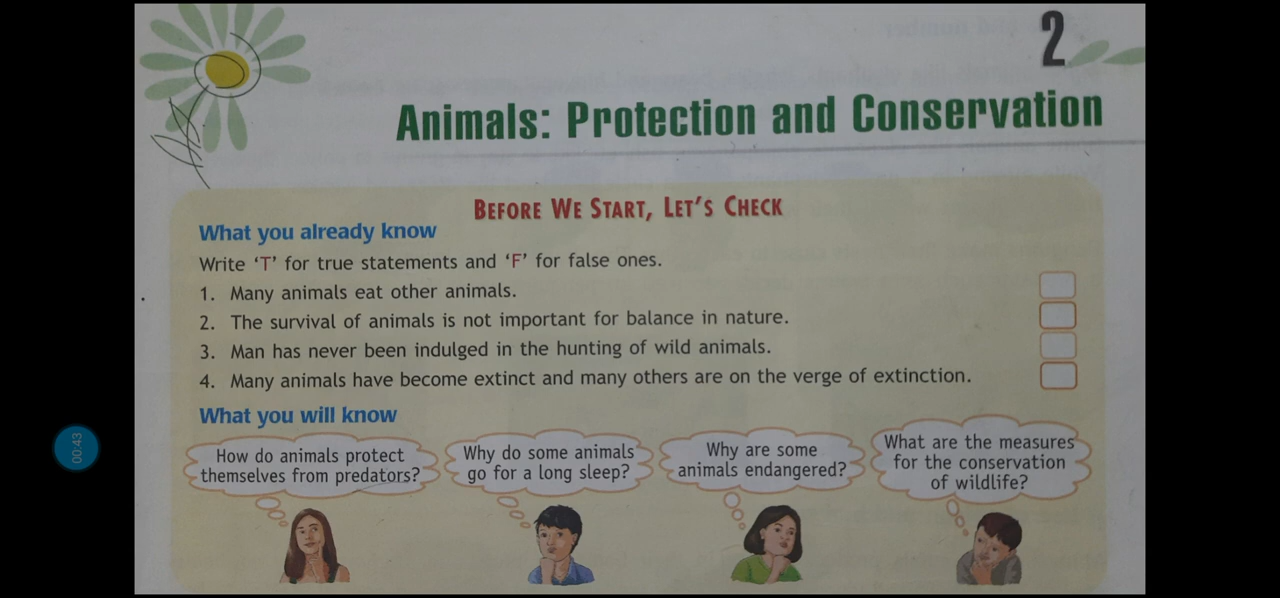 2
Animals: Protection and Conservation
BEFORE WE START, LET'S CHECK
What you already know
Write 'T' for true statements and 'F' for false ones.
1. Many animals eat other animals.
2. The survival of animals is not important for balance in nature.
3. Man has never been indulged in the hunting of wild animals.
4. Many animals have become extinct and many others are on the verge of extinction.
What you will know
How do animals protect
themselves from predators?
Why do some animals
go for a long sleep?
Why are some
animals endangered?
What are the measures
for the conservation
of wildlife?
00:43